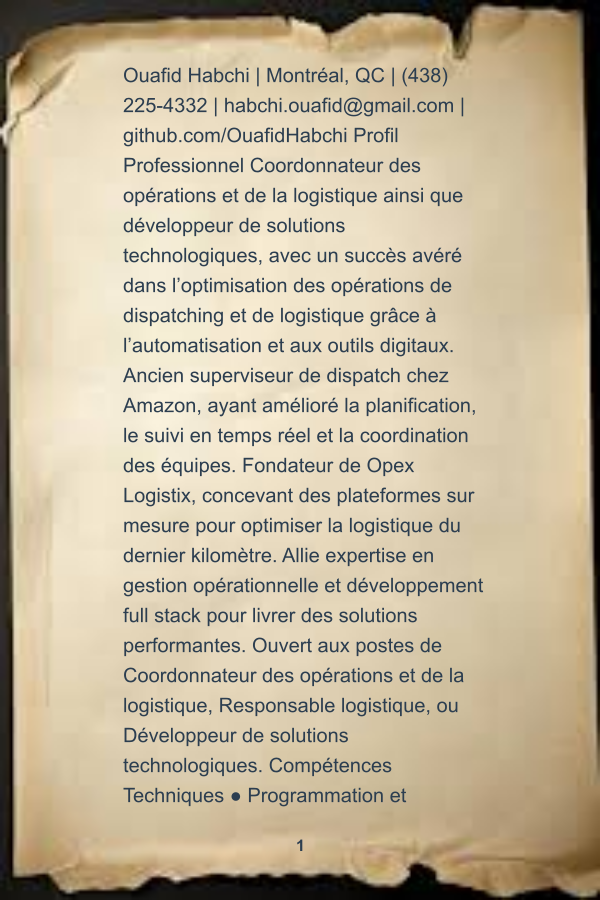 Ouafid Habchi | Montréal, QC | (438)
225-4332 | habchi.ouafid@gmail.com |
github.com/OuafidHabchi Profil
Professionnel Coordonnateur des
opérations et de la logistique ainsi que
développeur de solutions
technologiques, avec un succès avéré
dans l’optimisation des opérations de
dispatching et de logistique grâce à
l’automatisation et aux outils digitaux.
Ancien superviseur de dispatch chez
Amazon, ayant amélioré la planification,
le suivi en temps réel et la coordination
des équipes. Fondateur de Opex
Logistix, concevant des plateformes sur
mesure pour optimiser la logistique du
dernier kilomètre. Allie expertise en
gestion opérationnelle et développement
full stack pour livrer des solutions
performantes. Ouvert aux postes de
Coordonnateur des opérations et de la
logistique, Responsable logistique, ou
Développeur de solutions
technologiques. Compétences
Techniques ● Programmation et
1